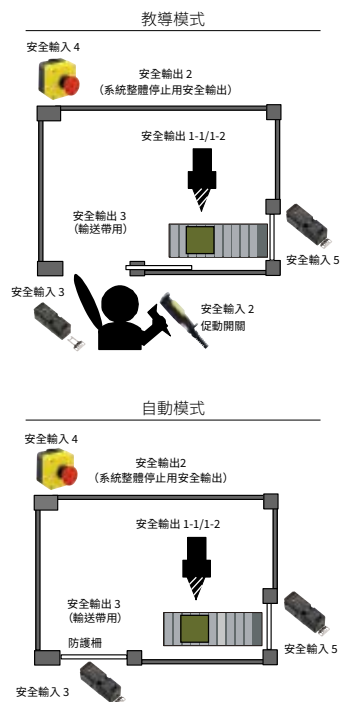 教導模式
安全輸入 4
安全輸出 2
（系統整體停止用安全輸出）
安全輸出 1-1/1-2
安全輸出 3
（輸送帶用）
安全輸入 5
安全輸入 3
安全輸入 2
促動開關
自動模式
安全輸入 4
安全輸出2
（系統整體停止用安全輸出）
安全輸出 1-1/1-2
安全輸出 3
（輸送帶用）
防護柵
安全輸入 5
安全輸入 3